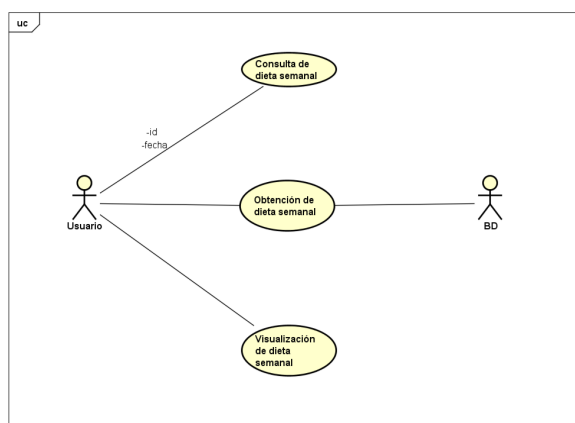 uc
Consulta de
dieta semanal
-id
-fecha
Usuario
Obtención de
dieta semanal
BD
Visualización
de dieta
semanal